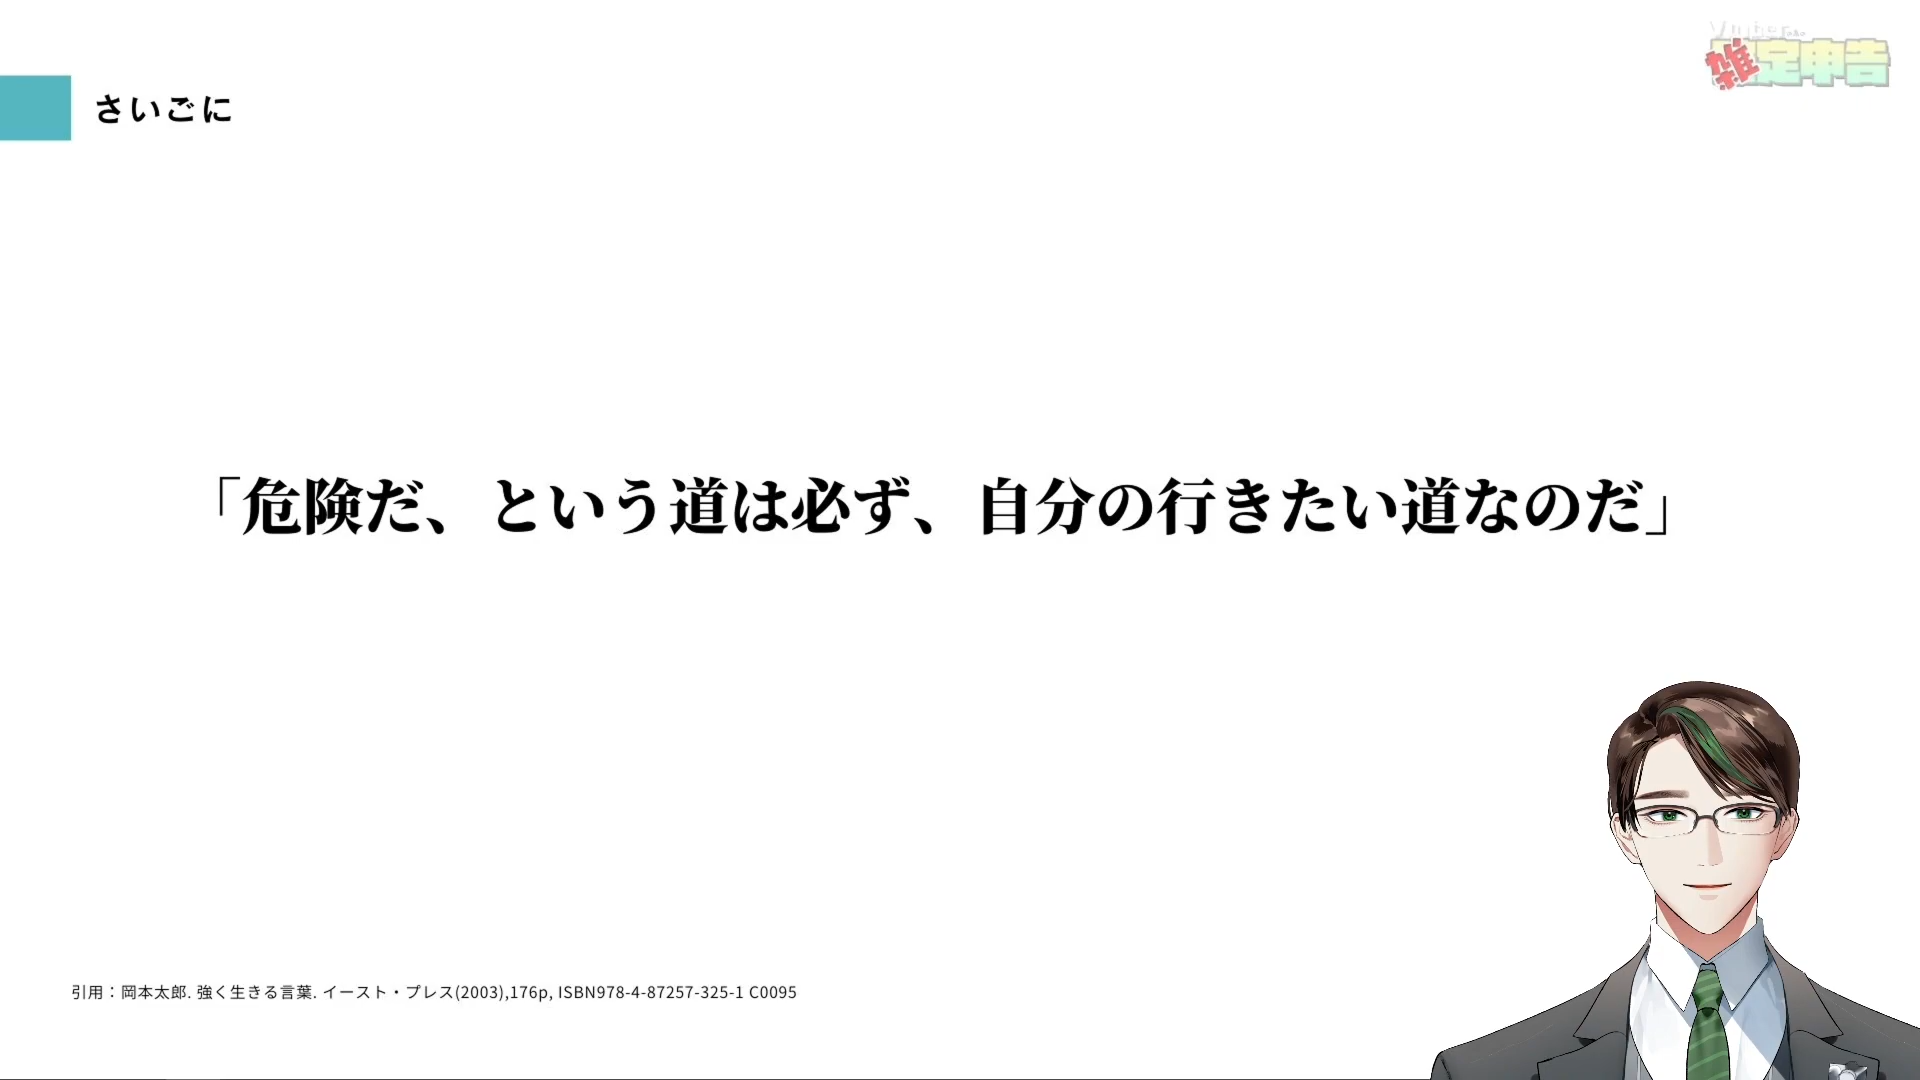 さいごに
雑定申告
「危険だ、という道は必ず、自分の行きたい道なのだ」
引用：岡本太郎. 強く生きる言葉. イースト・プレス(2003),176p, ISBN978-4-87257-325-1 C0095